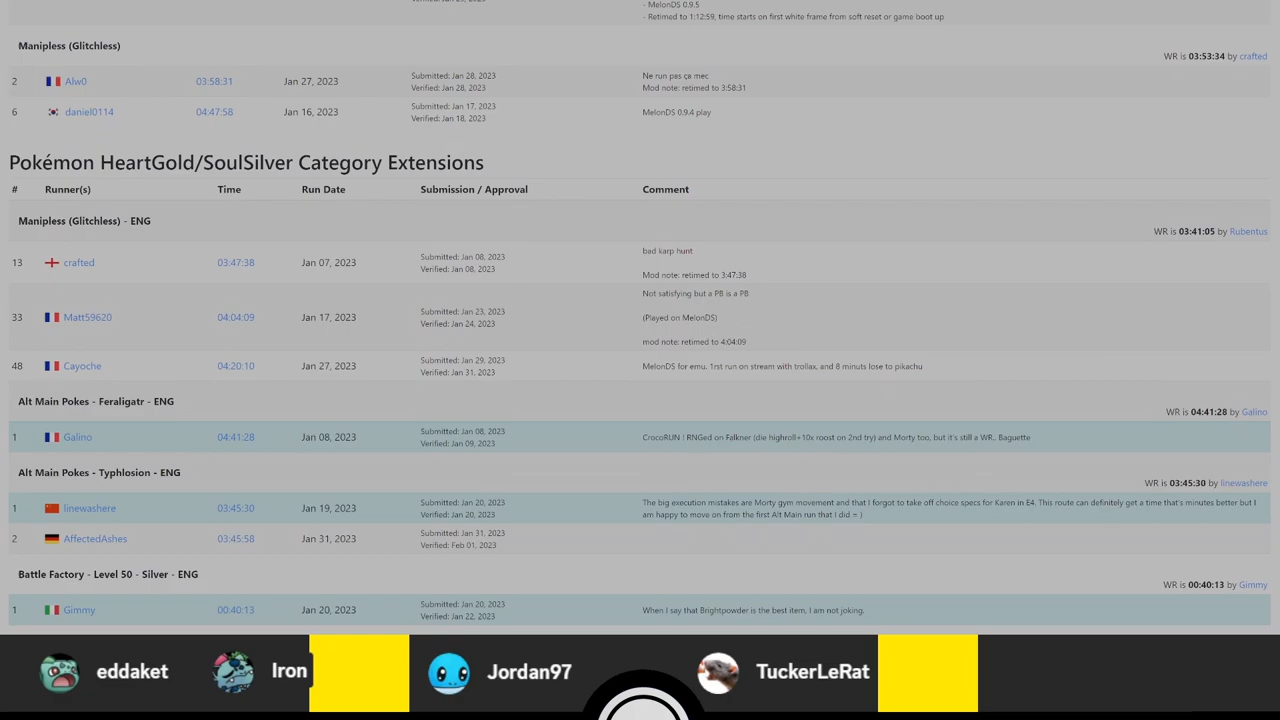 - MelonDS 0.9.5
- Retimed to 1:12:59, time starts on first white frame from soft reset or game boot up
Manipless (Glitchless)
WR is 03:53:34 by crafted
2 Alw0 03:58:31 Jan 27, 2023 Submitted: Jan 28, 2023 Ne run pas ça mec
Verified: Jan 28, 2023 Mod note: retimed to 3:58:31
6 daniel0114 04:47:58 Jan 16, 2023 Submitted: Jan 17, 2023 MelonDS 0.9.4 play
Verified: Jan 18, 2023
Pokémon HeartGold/SoulSilver Category Extensions
# Runner(s) Time Run Date Submission / Approval Comment
Manipless (Glitchless) - ENG
WR is 03:41:05 by Rubentus
bad karp hunt
13 crafted 03:47:38 Jan 07, 2023 Submitted: Jan 08, 2023
Verified: Jan 08, 2023
Mod note: retimed to 3:47:38
Not satisfying but a PB is a PB
33 Matt59620 04:04:09 Jan 17, 2023 Submitted: Jan 23, 2023
Verified: Jan 24, 2023
(Played on MelonDS)
mod note: retimed to 4:04:09
48 Cayoche 04:20:10 Jan 27, 2023 Submitted: Jan 29, 2023 MelonDS for emu. 1rst run on stream with trollax, and 8 minuts lose to pikachu
Verified: Jan 31, 2023
Alt Main Pokes - Feraligatr - ENG
WR is 04:41:28 by Galino
1 Galino 04:41:28 Jan 08, 2023 Submitted: Jan 08, 2023 CrocoRUN ! RNGed on Falkner (die highroll+10x roost on 2nd try) and Morty too, but it's still a WR.. Baguette
Verified: Jan 09, 2023
Alt Main Pokes - Typhlosion - ENG
WR is 03:45:30 by linewashere
1 linewashere 03:45:30 Jan 19, 2023 Submitted: Jan 20, 2023 The big execution mistakes are Morty gym movement and that I forgot to take off choice specs for Karen in E4. This route can definitely get a time that's minutes better but I
Verified: Jan 20, 2023 am happy to move on from the first Alt Main run that I did = )
2 AffectedAshes 03:45:58 Jan 31, 2023 Submitted: Jan 31, 2023
Verified: Feb 01, 2023
Battle Factory - Level 50 - Silver - ENG
WR is 00:40:13 by Gimmy
1 Gimmy 00:40:13 Jan 20, 2023 Submitted: Jan 20, 2023 When I say that Brightpowder is the best item, I am not joking.
Verified: Jan 22, 2023
eddaket Iron Jordan97 TuckerLeRat